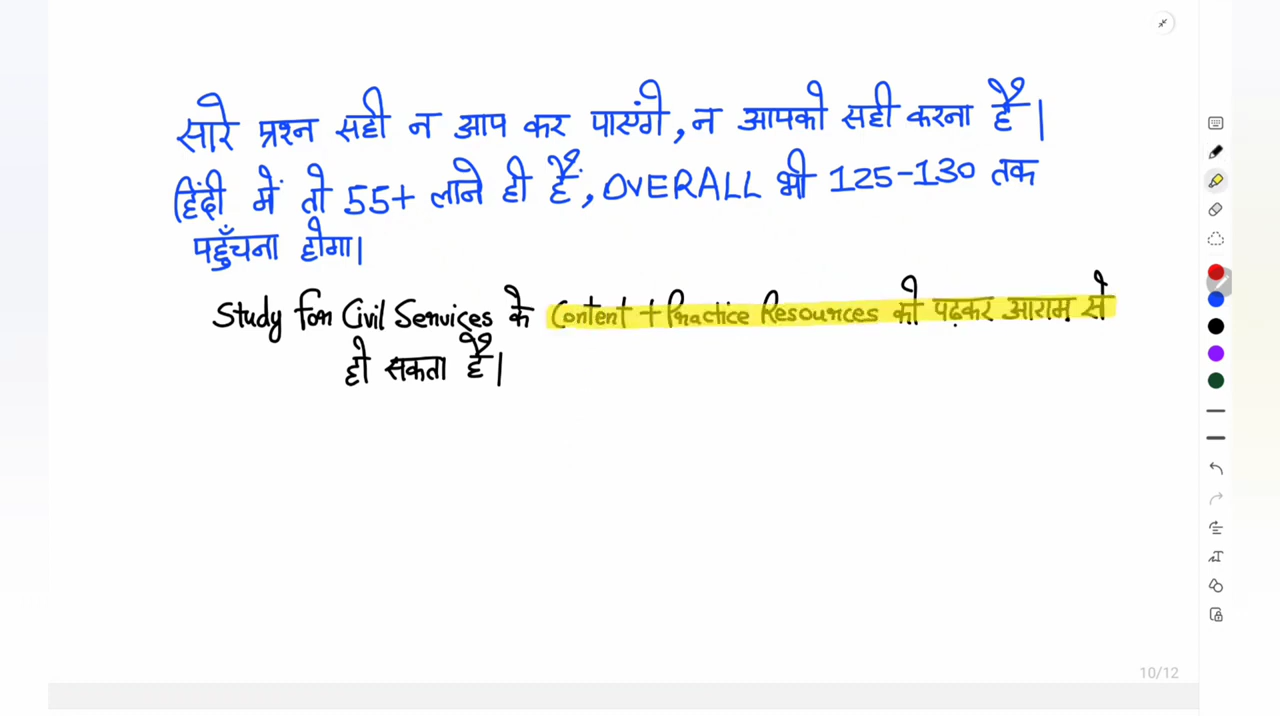 सारे प्रश्न सही न आप कर पाएंगे, न आपको सही करना है।
हिंदी में तो 55+ लाने ही हैं, OVERALL भी 125-130 तक
पहुँचना होगा।
Study for Civil Services के Content + Practice Resources को पढ़कर आराम से
हो सकता है।
10/12